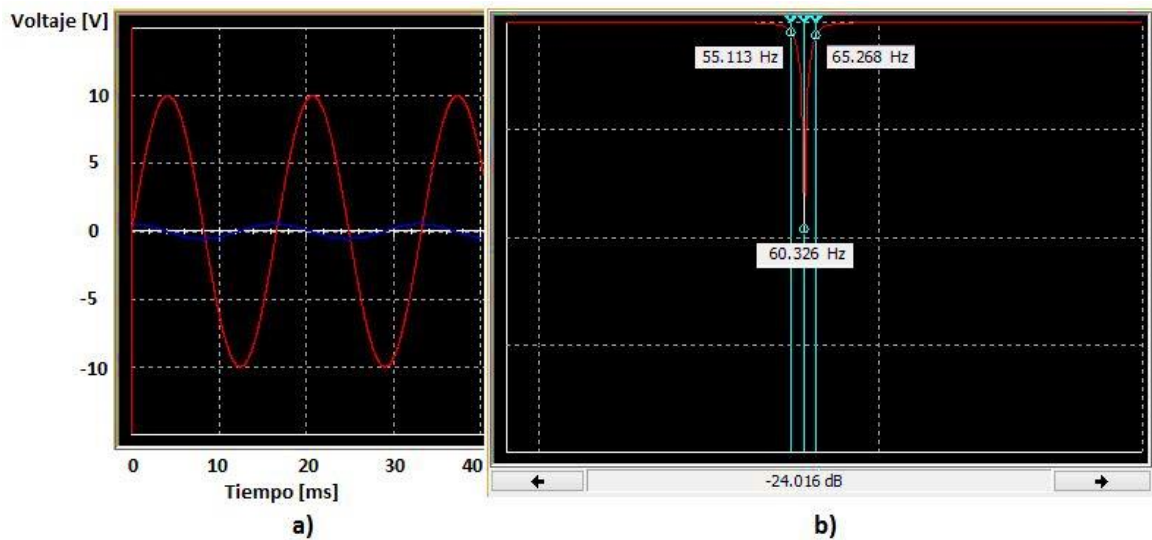 Voltaje [V]
10
5
0
-5
-10
0 10 20 30 40
Tiempo [ms]
a)
55.113 Hz
65.268 Hz
60.326 Hz
-24.016 dB
b)